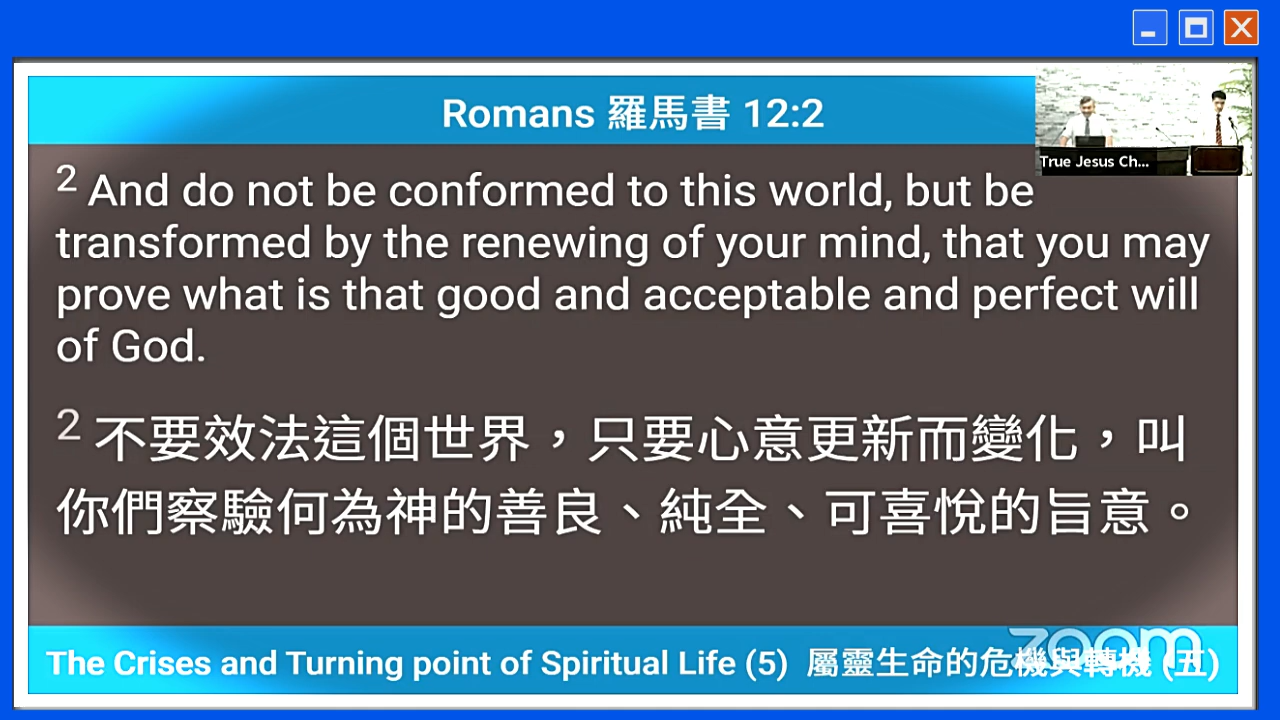 Romans 羅馬書 12:2
True Jesus Ch...
2 And do not be conformed to this world, but be
transformed by the renewing of your mind, that you may
prove what is that good and acceptable and perfect will
of God.
2 不要效法這個世界，只要心意更新而變化，叫
你們察驗何為神的善良、純全、可喜悅的旨意。
zoom
The Crises and Turning point of Spiritual Life (5) 屬靈生命的危機與轉機 (五)